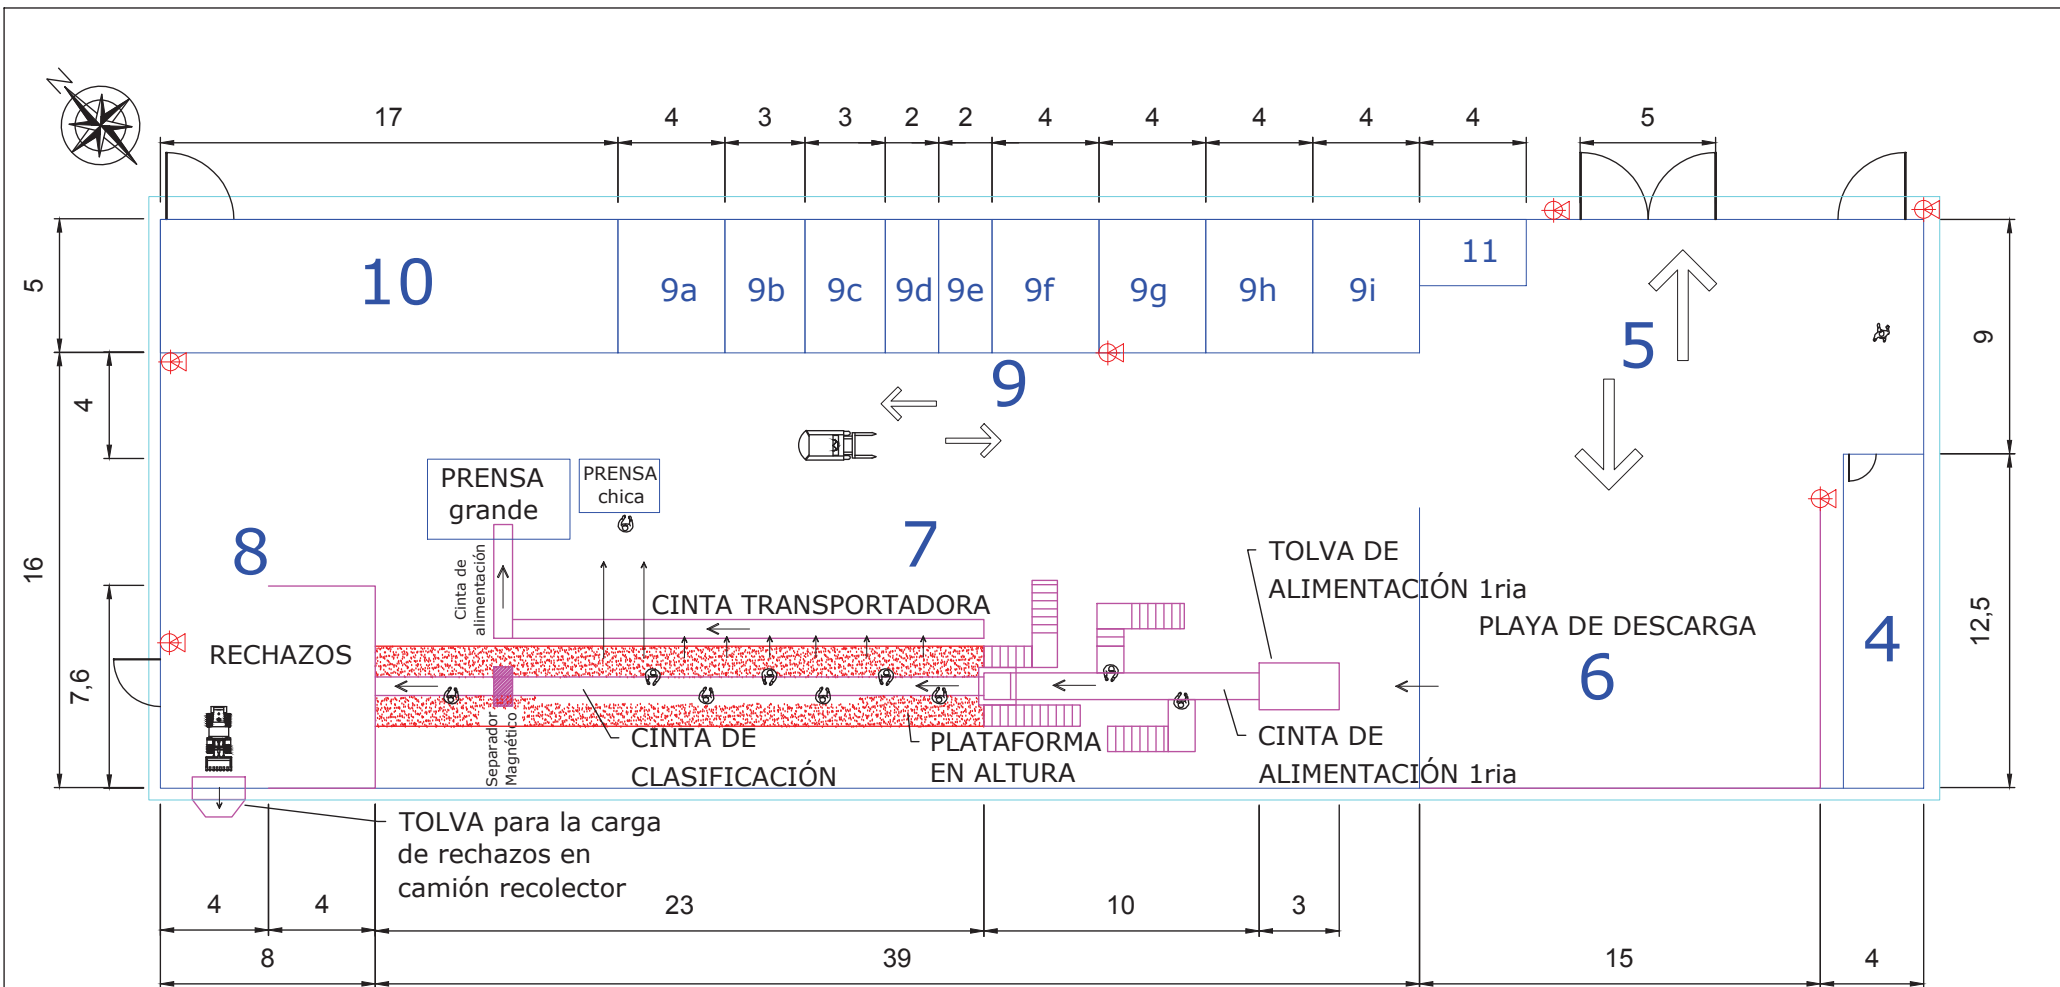 N
17
4
3
3
2
2
4
4
4
4
4
5
5
16
4
7,6
9
12,5
10
9a
9b
9c
9d
9e
9f
9g
9h
9i
11
5
9
PRENSA
grande
PRENSA
chica
8
7
Cinta de
alimentación
CINTA TRANSPORTADORA
TOLVA DE
ALIMENTACIÓN 1ria
PLAYA DE DESCARGA
6
4
RECHAZOS
Separador
Magnético
CINTA DE
CLASIFICACIÓN
PLATAFORMA
EN ALTURA
CINTA DE
ALIMENTACIÓN 1ria
TOLVA para la carga
de rechazos en
camión recolector
4
4
23
10
3
8
39
15
4